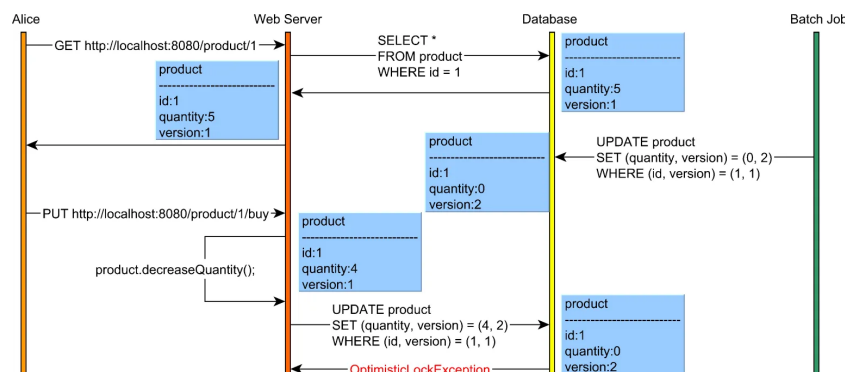 Alice
Web Server
Database
Batch Job
GET http://localhost:8080/product/1
SELECT *
FROM product
WHERE id = 1
product
--------------------------
id:1
quantity:5
version:1
product
--------------------------
id:1
quantity:5
version:1
product
--------------------------
id:1
quantity:0
version:2
UPDATE product
SET (quantity, version) = (0, 2)
WHERE (id, version) = (1, 1)
PUT http://localhost:8080/product/1/buy
product
--------------------------
id:1
quantity:4
version:1
product.decreaseQuantity();
UPDATE product
SET (quantity, version) = (4, 2)
WHERE (id, version) = (1, 1)
product
--------------------------
id:1
quantity:0
version:2
OptimisticLockException